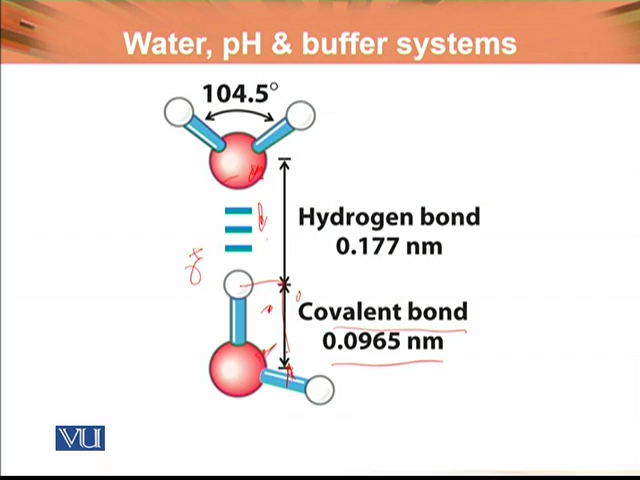 Water, pH & buffer systems
104.5°
Hydrogen bond
0.177 nm
Covalent bond
0.0965 nm
VU